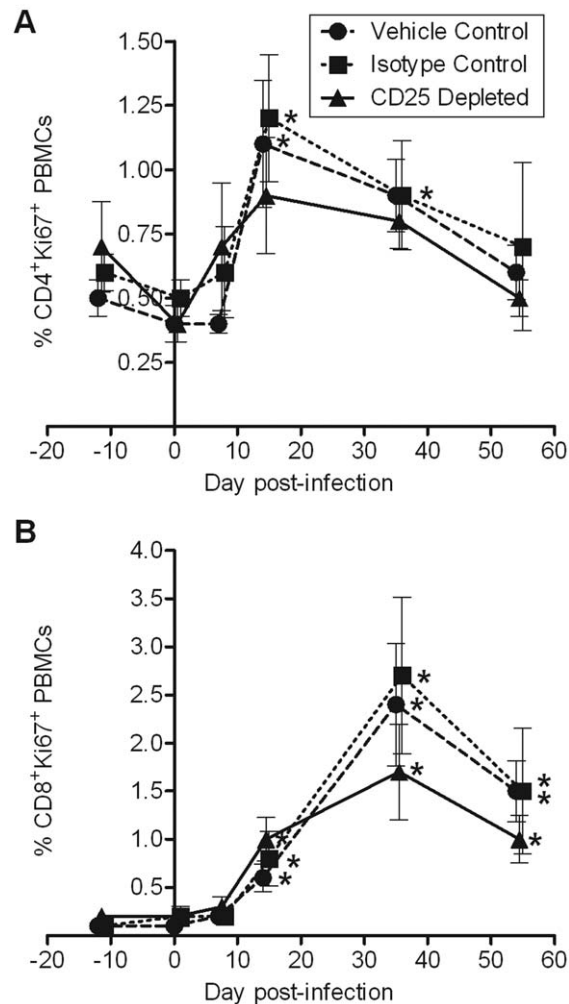 A
Vehicle Control
Isotype Control
CD25 Depleted
% CD4⁺Ki67⁺ PBMCs
1.50
1.25
1.00
0.75
0.50
0.25
* 
*
*
-20 -10 0 10 20 30 40 50 60
Day post-infection
B
% CD8⁺Ki67⁺ PBMCs
4.0
3.5
3.0
2.5
2.0
1.5
1.0
0.5
*
*
*
*
*
*
*
*
*
-20 -10 0 10 20 30 40 50 60
Day post-infection